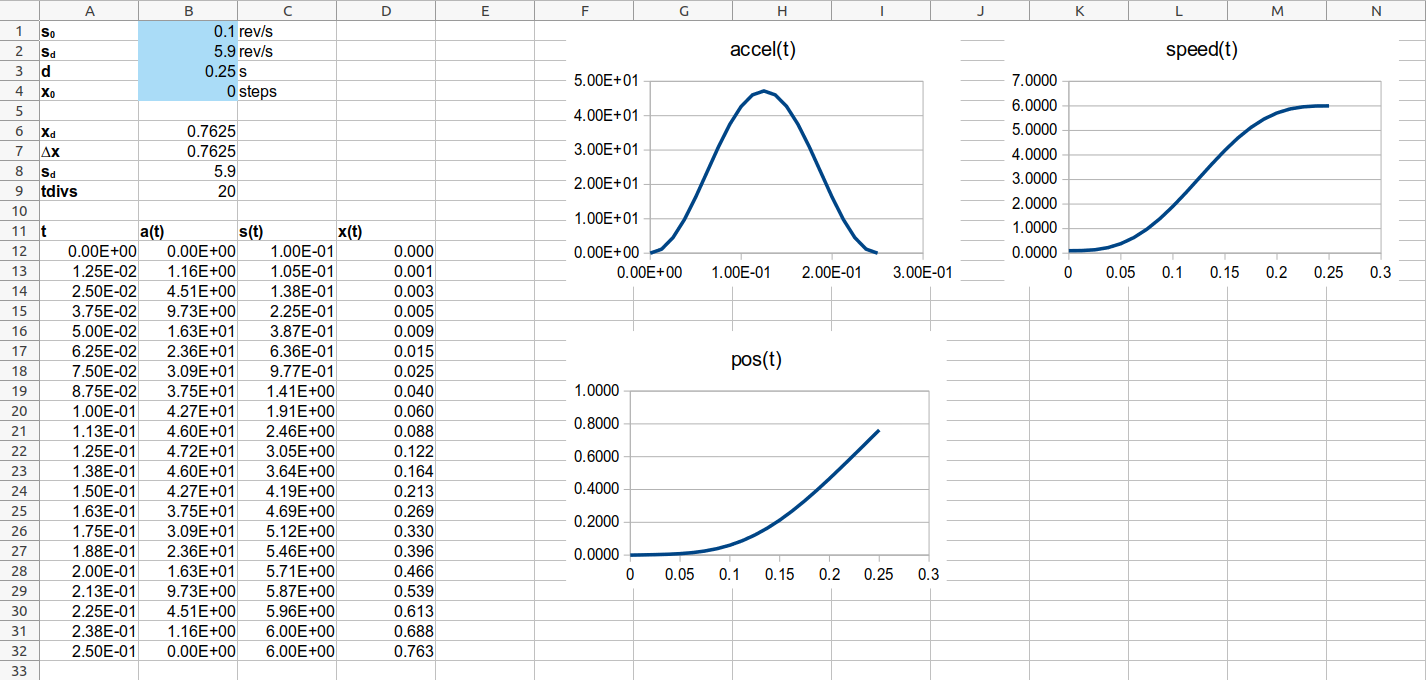 A B C D E F G H I J K L M N
1 s₀ 0.1 rev/s
2 s_d 5.9 rev/s
3 d 0.25 s
4 x₀ 0 steps
5
6 x_d 0.7625
7 Δx 0.7625
8 s_d 5.9
9 tdivs 20
10
11 t a(t) s(t) x(t)
12 0.00E+00 0.00E+00 1.00E-01 0.000
13 1.25E-02 1.16E+00 1.05E-01 0.001
14 2.50E-02 4.51E+00 1.38E-01 0.003
15 3.75E-02 9.73E+00 2.25E-01 0.005
16 5.00E-02 1.63E+01 3.87E-01 0.009
17 6.25E-02 2.36E+01 6.36E-01 0.015
18 7.50E-02 3.09E+01 9.77E-01 0.025
19 8.75E-02 3.75E+01 1.41E+00 0.040
20 1.00E-01 4.27E+01 1.91E+00 0.060
21 1.13E-01 4.60E+01 2.46E+00 0.088
22 1.25E-01 4.72E+01 3.05E+00 0.122
23 1.38E-01 4.60E+01 3.64E+00 0.164
24 1.50E-01 4.27E+01 4.19E+00 0.213
25 1.63E-01 3.75E+01 4.69E+00 0.269
26 1.75E-01 3.09E+01 5.12E+00 0.330
27 1.88E-01 2.36E+01 5.46E+00 0.396
28 2.00E-01 1.63E+01 5.71E+00 0.466
29 2.13E-01 9.73E+00 5.87E+00 0.539
30 2.25E-01 4.51E+00 5.96E+00 0.613
31 2.38E-01 1.16E+00 6.00E+00 0.688
32 2.50E-01 0.00E+00 6.00E+00 0.763
33
accel(t)
5.00E+01
4.00E+01
3.00E+01
2.00E+01
1.00E+01
0.00E+00
0.00E+00 1.00E-01 2.00E-01 3.00E-01
speed(t)
7.0000
6.0000
5.0000
4.0000
3.0000
2.0000
1.0000
0.0000
0 0.05 0.1 0.15 0.2 0.25 0.3
pos(t)
1.0000
0.8000
0.6000
0.4000
0.2000
0.0000
0 0.05 0.1 0.15 0.2 0.25 0.3